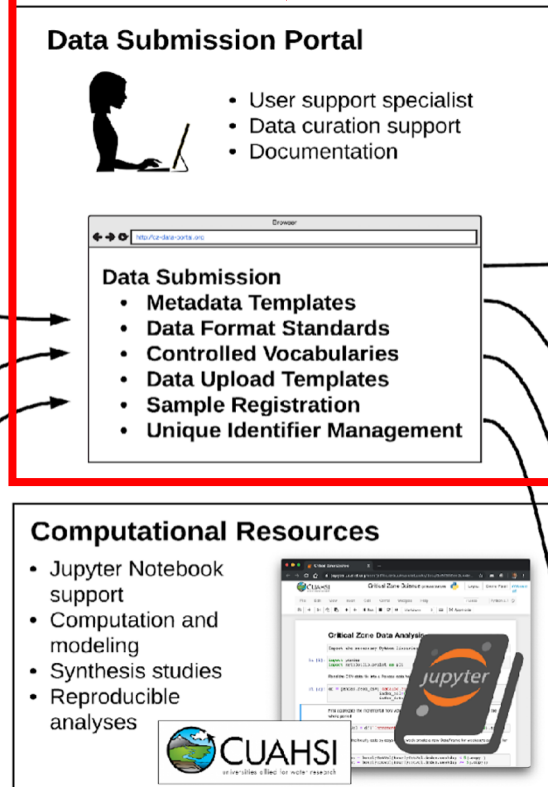 Data Submission Portal
• User support specialist
• Data curation support
• Documentation
Browser
http://cz-data-portal.org
Data Submission
• Metadata Templates
• Data Format Standards
• Controlled Vocabularies
• Data Upload Templates
• Sample Registration
• Unique Identifier Management
Computational Resources
• Jupyter Notebook
support
• Computation and
modeling
• Synthesis studies
• Reproducible
analyses
CUAHSI
Critical Zone Data Analysis
jupyter
CUAHSI
universities allied for water research